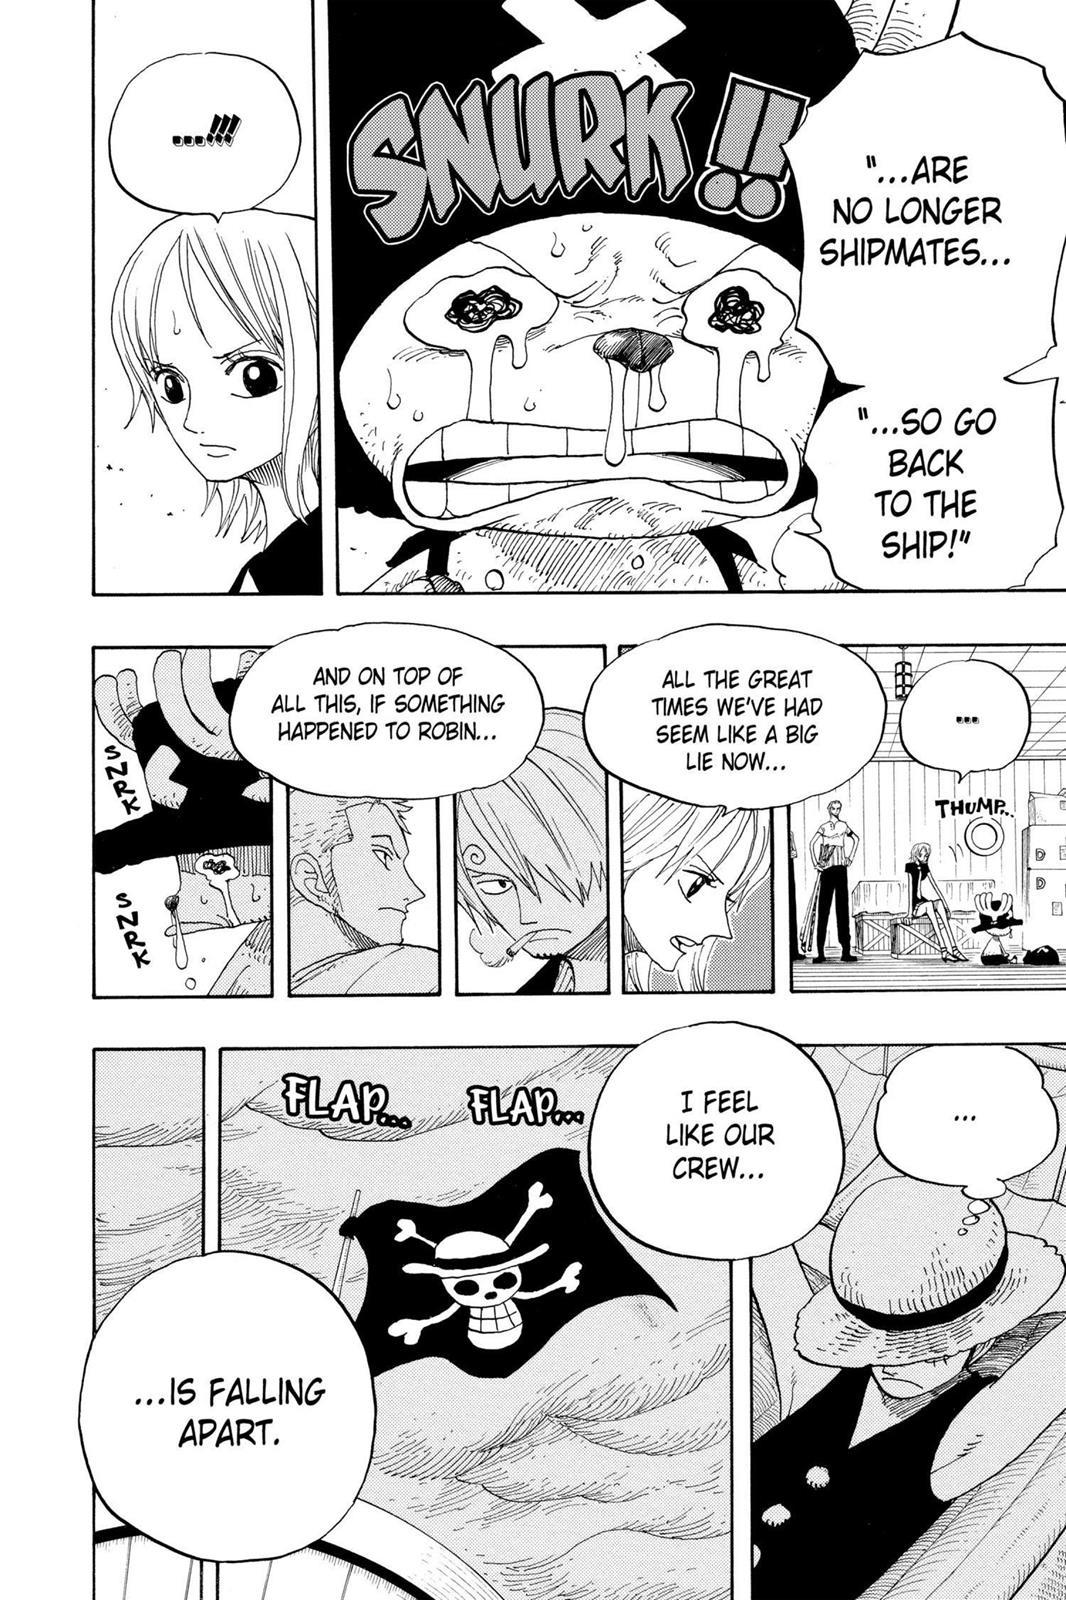 "...ARE
NO LONGER
SHIPMATES...
"...SO GO
BACK
TO THE
SHIP!"
SNURK!!
...!!!
...
THUMP...
ALL THE GREAT
TIMES WE'VE HAD
SEEM LIKE A BIG
LIE NOW...
AND ON TOP OF
ALL THIS, IF SOMETHING
HAPPENED TO ROBIN...
SNRK
SNRK
D
D
...
I FEEL
LIKE OUR
CREW...
FLAP...
FLAP...
...IS FALLING
APART.